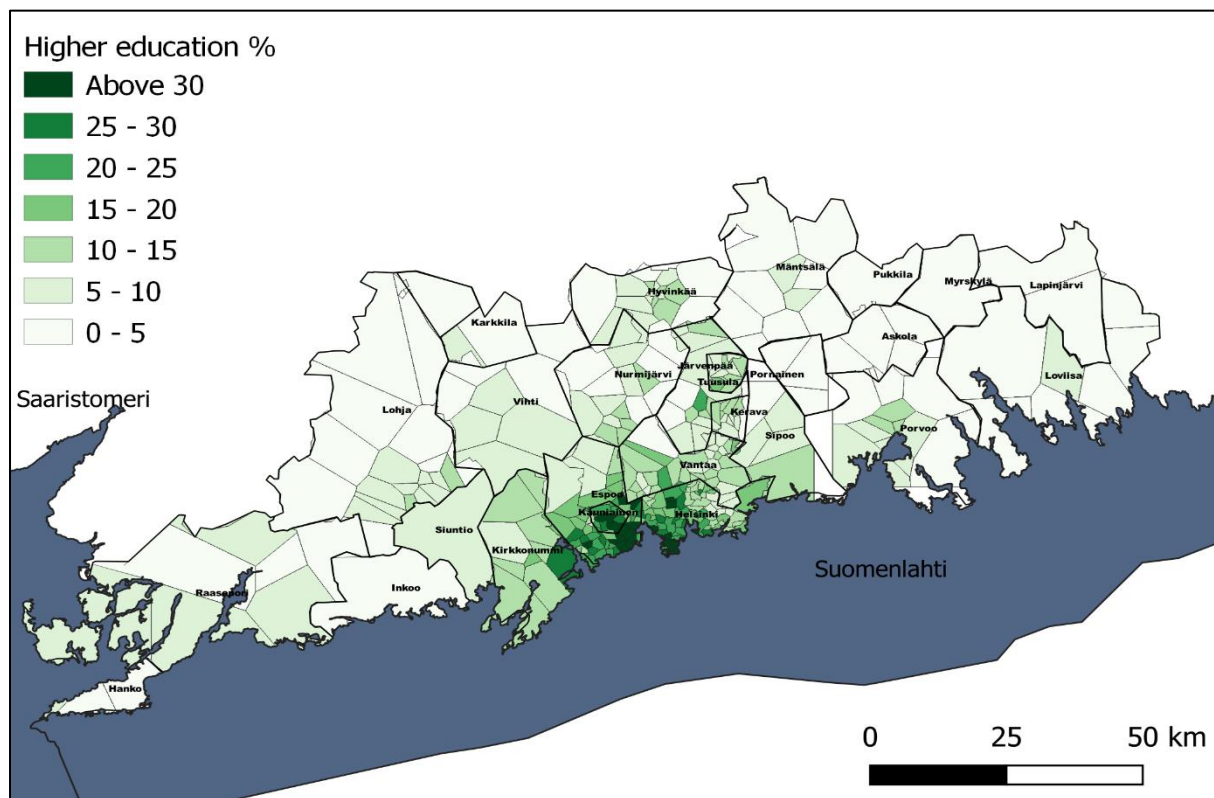 Higher education %
Above 30
25 - 30
20 - 25
15 - 20
10 - 15
5 - 10
0 - 5
Mäntsälä
Pukkila
Myrskylä
Lapinjärvi
Hyvinkää
Karkkila
Askola
Järvenpää
Pornainen
Nurmijärvi
Tuusula
Loviisa
Saaristomeri
Lohja
Vihti
Kerava
Sipoo
Porvoo
Vantaa
Espoo
Kauniainen
Helsinki
Siuntio
Kirkkonummi
Suomenlahti
Raasepori
Inkoo
Hanko
0 25 50 km